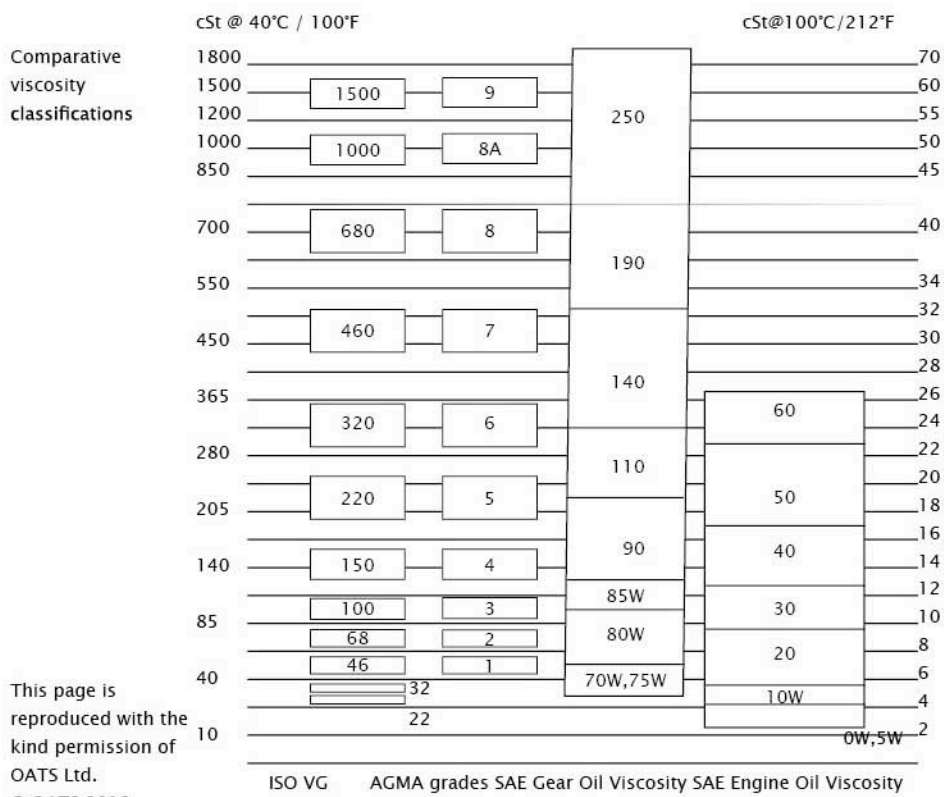 cSt @ 40°C / 100°F cSt@100°C/212°F
Comparative
viscosity
classifications
1800 70
1500 1500 9 60
1200 250 55
1000 1000 8A 50
850 45
700 680 8 40
190
550 34
32
450 460 7 30
28
140
365 26
60
320 6 24
280 22
110
20
220 5 50
205 18
16
90 40
140 150 4 14
85W 12
100 3 30
85 10
80W
68 2 8
20
46 1
40 70W,75W 6
This page is 32
10W 4
reproduced with the 22
kind permission of 10 2
0W,5W
OATS Ltd.
ISO VG AGMA grades SAE Gear Oil Viscosity SAE Engine Oil Viscosity